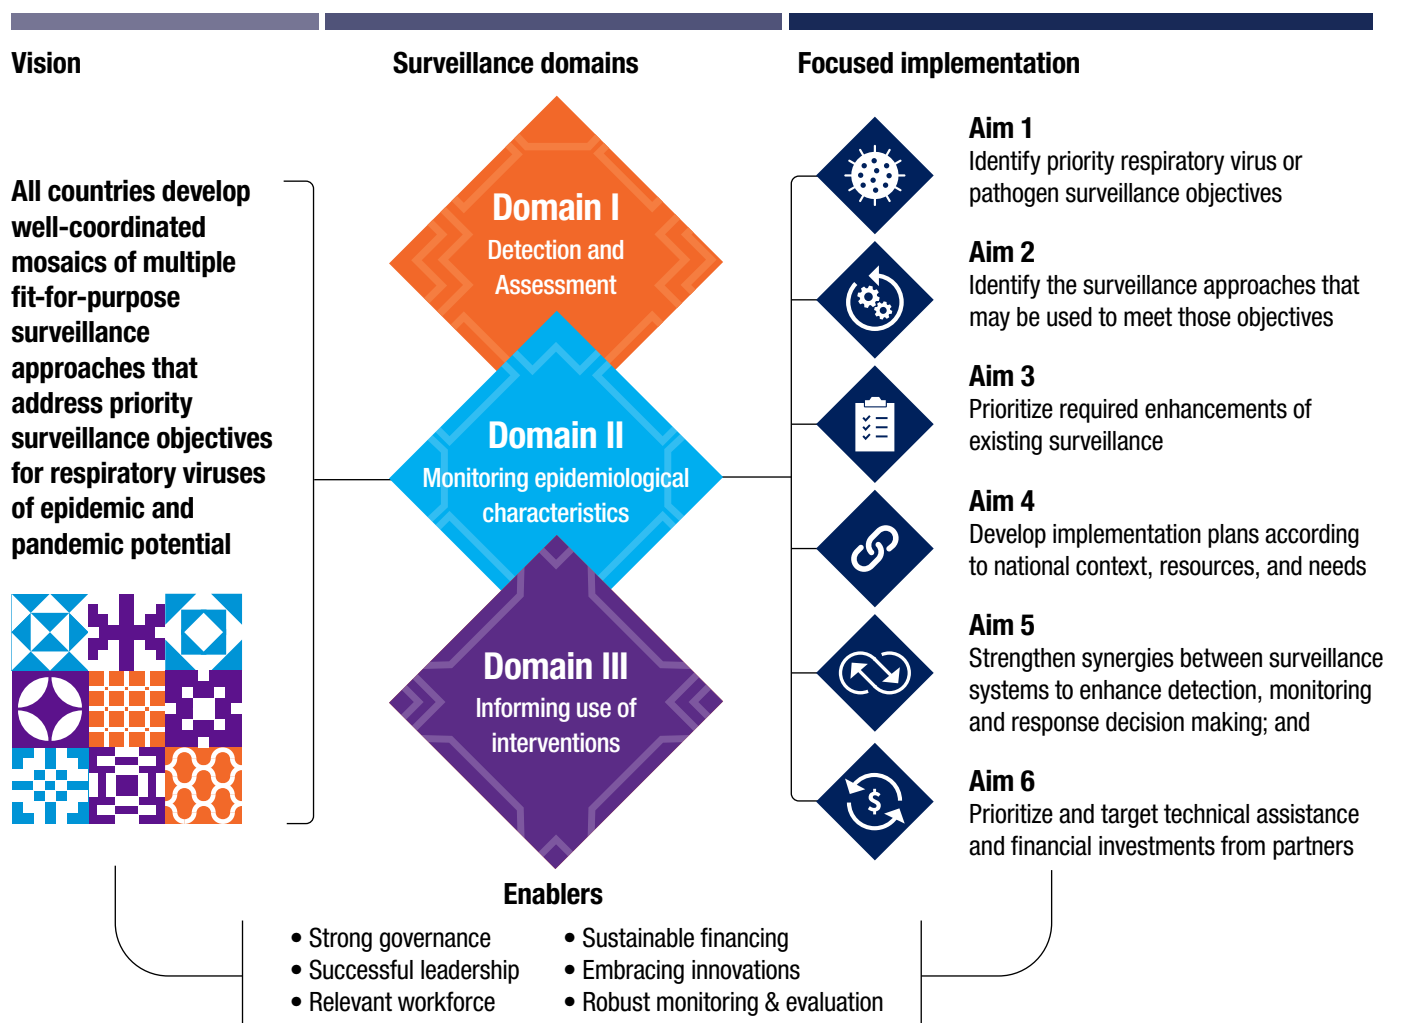 Vision
All countries develop
well-coordinated
mosaics of multiple
fit-for-purpose
surveillance
approaches that
address priority
surveillance objectives
for respiratory viruses
of epidemic and
pandemic potential
Surveillance domains
Domain I
Detection and
Assessment
Domain II
Monitoring epidemiological
characteristics
Domain III
Informing use of
interventions
Focused implementation
Aim 1
Identify priority respiratory virus or
pathogen surveillance objectives
Aim 2
Identify the surveillance approaches that
may be used to meet those objectives
Aim 3
Prioritize required enhancements of
existing surveillance
Aim 4
Develop implementation plans according
to national context, resources, and needs
Aim 5
Strengthen synergies between surveillance
systems to enhance detection, monitoring
and response decision making; and
$
Aim 6
Prioritize and target technical assistance
and financial investments from partners
Enablers
• Strong governance
• Successful leadership
• Relevant workforce
• Sustainable financing
• Embracing innovations
• Robust monitoring & evaluation